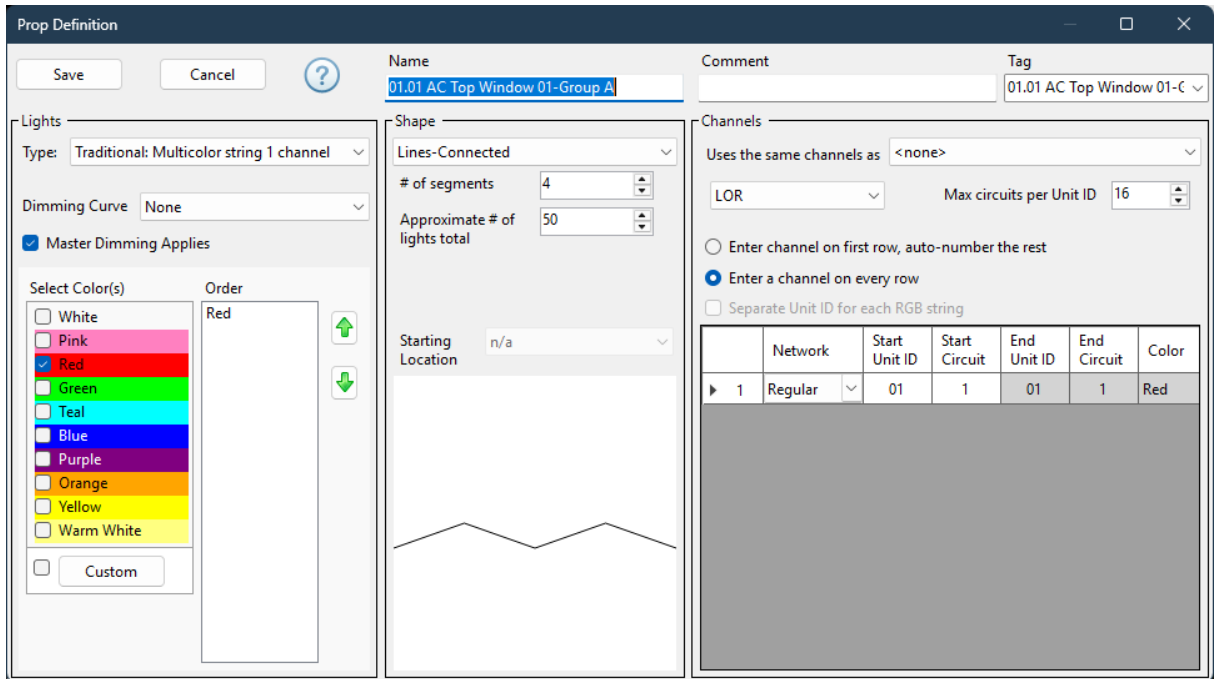 Prop Definition
Save
Cancel
?
Name
01.01 AC Top Window 01-Group A
Comment
Tag
01.01 AC Top Window 01-G
Lights
Type: Traditional: Multicolor string 1 channel
Dimming Curve None
Master Dimming Applies
Select Color(s)
White
Pink
Red
Green
Teal
Blue
Purple
Orange
Yellow
Warm White
Custom
Order
Red
Shape
Lines-Connected
# of segments 4
Approximate # of 50
lights total
Starting n/a
Location
Channels
Uses the same channels as <none>
LOR Max circuits per Unit ID 16
Enter channel on first row, auto-number the rest
Enter a channel on every row
Separate Unit ID for each RGB string
Network Start Unit ID Start Circuit End Unit ID End Circuit Color
1 Regular 01 1 01 1 Red